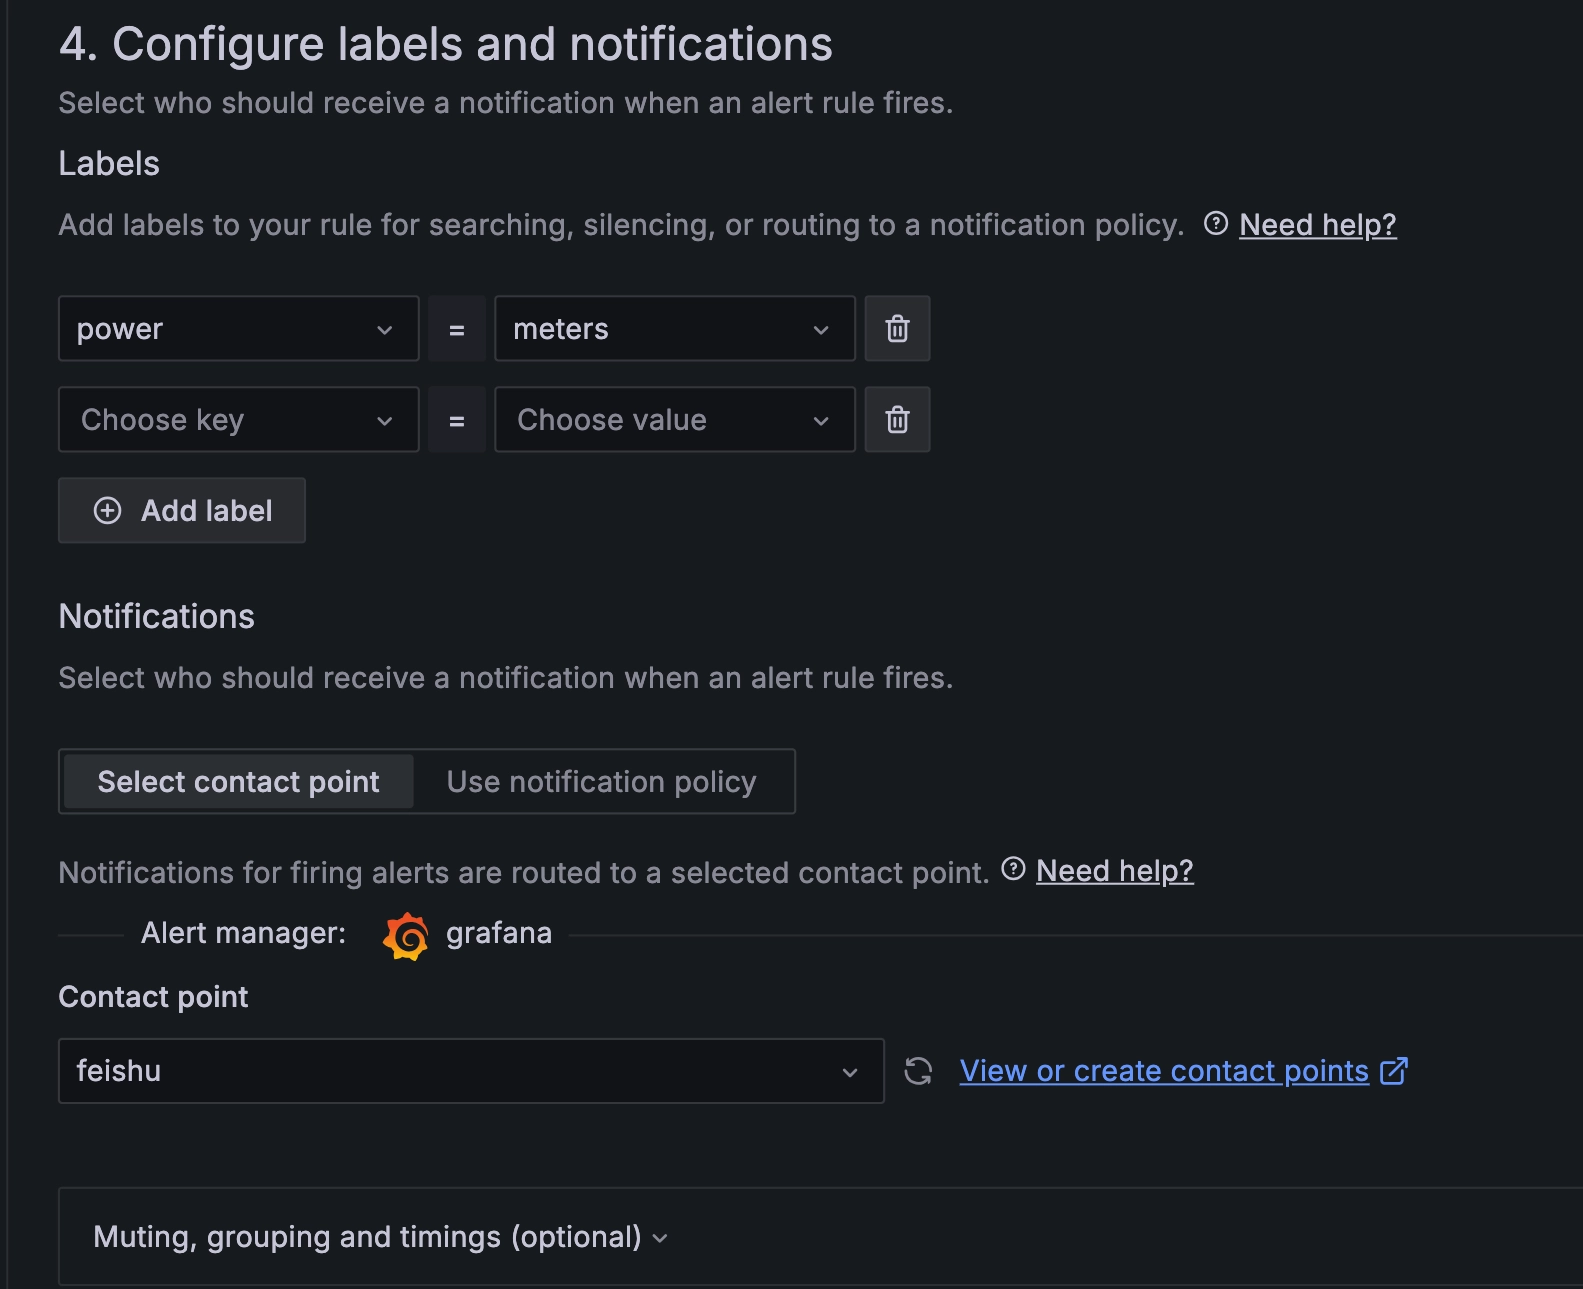 4. Configure labels and notifications
Select who should receive a notification when an alert rule fires.
Labels
Add labels to your rule for searching, silencing, or routing to a notification policy. Need help?
power = meters
Choose key = Choose value
Add label
Notifications
Select who should receive a notification when an alert rule fires.
Select contact point Use notification policy
Notifications for firing alerts are routed to a selected contact point. Need help?
Alert manager: grafana
Contact point
feishu View or create contact points
Muting, grouping and timings (optional)